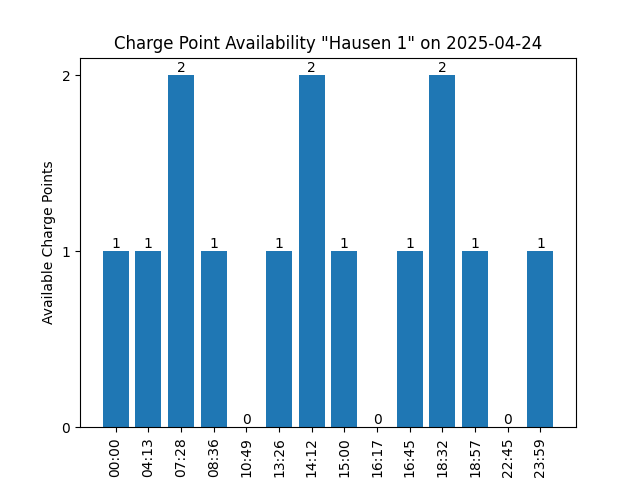 Charge Point Availability "Hausen 1" on 2025-04-24
Available Charge Points
2
1
0
1 1 2 1 0 1 2 1 0 1 2 1 0 1
00:00 04:13 07:28 08:36 10:49 13:26 14:12 15:00 16:17 16:45 18:32 18:57 22:45 23:59